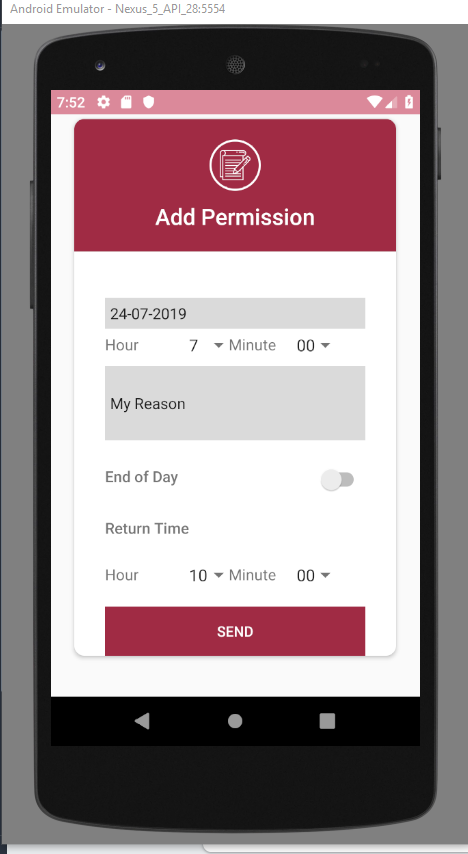 Android Emulator - Nexus_5_API_28:5554
7:52
Add Permission
24-07-2019
Hour 7 Minute 00
My Reason
End of Day
Return Time
Hour 10 Minute 00
SEND